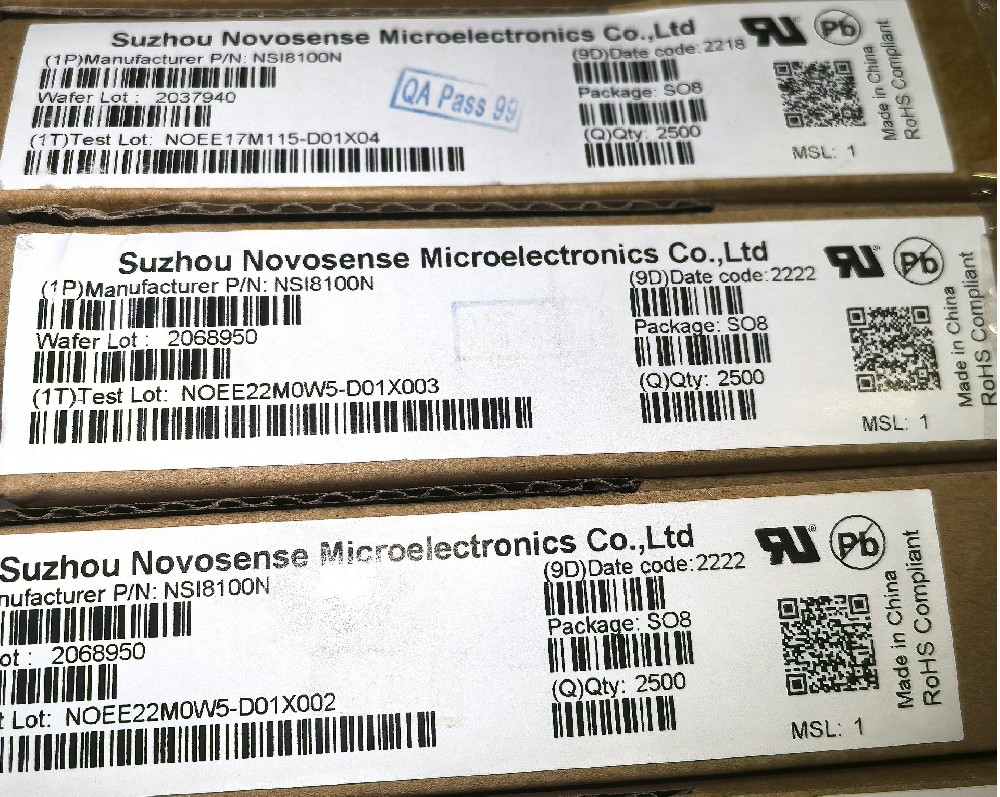 Suzhou Novosense Microelectronics Co.,Ltd
(1P)Manufacturer P/N: NSI8100N
(9D)Date code: 2218
Wafer Lot : 2037940
Package: SO8
QA Pass 99
(1T)Test Lot: NOEE17M115-D01X04
(Q)Qty: 2500
MSL: 1
Pb
Made in China
RoHS Compliant
Suzhou Novosense Microelectronics Co.,Ltd
(1P)Manufacturer P/N: NSI8100N
(9D)Date code:2222
Wafer Lot : 2068950
Package: SO8
(1T)Test Lot: NOEE22M0W5-D01X003
(Q)Qty: 2500
MSL: 1
Pb
Made in China
RoHS Compliant
Suzhou Novosense Microelectronics Co.,Ltd
nufacturer P/N: NSI8100N
(9D)Date code:2222
ot : 2068950
Package: SO8
t Lot: NOEE22M0W5-D01X002
(Q)Qty: 2500
MSL: 1
Pb
Made in China
RoHS Compliant